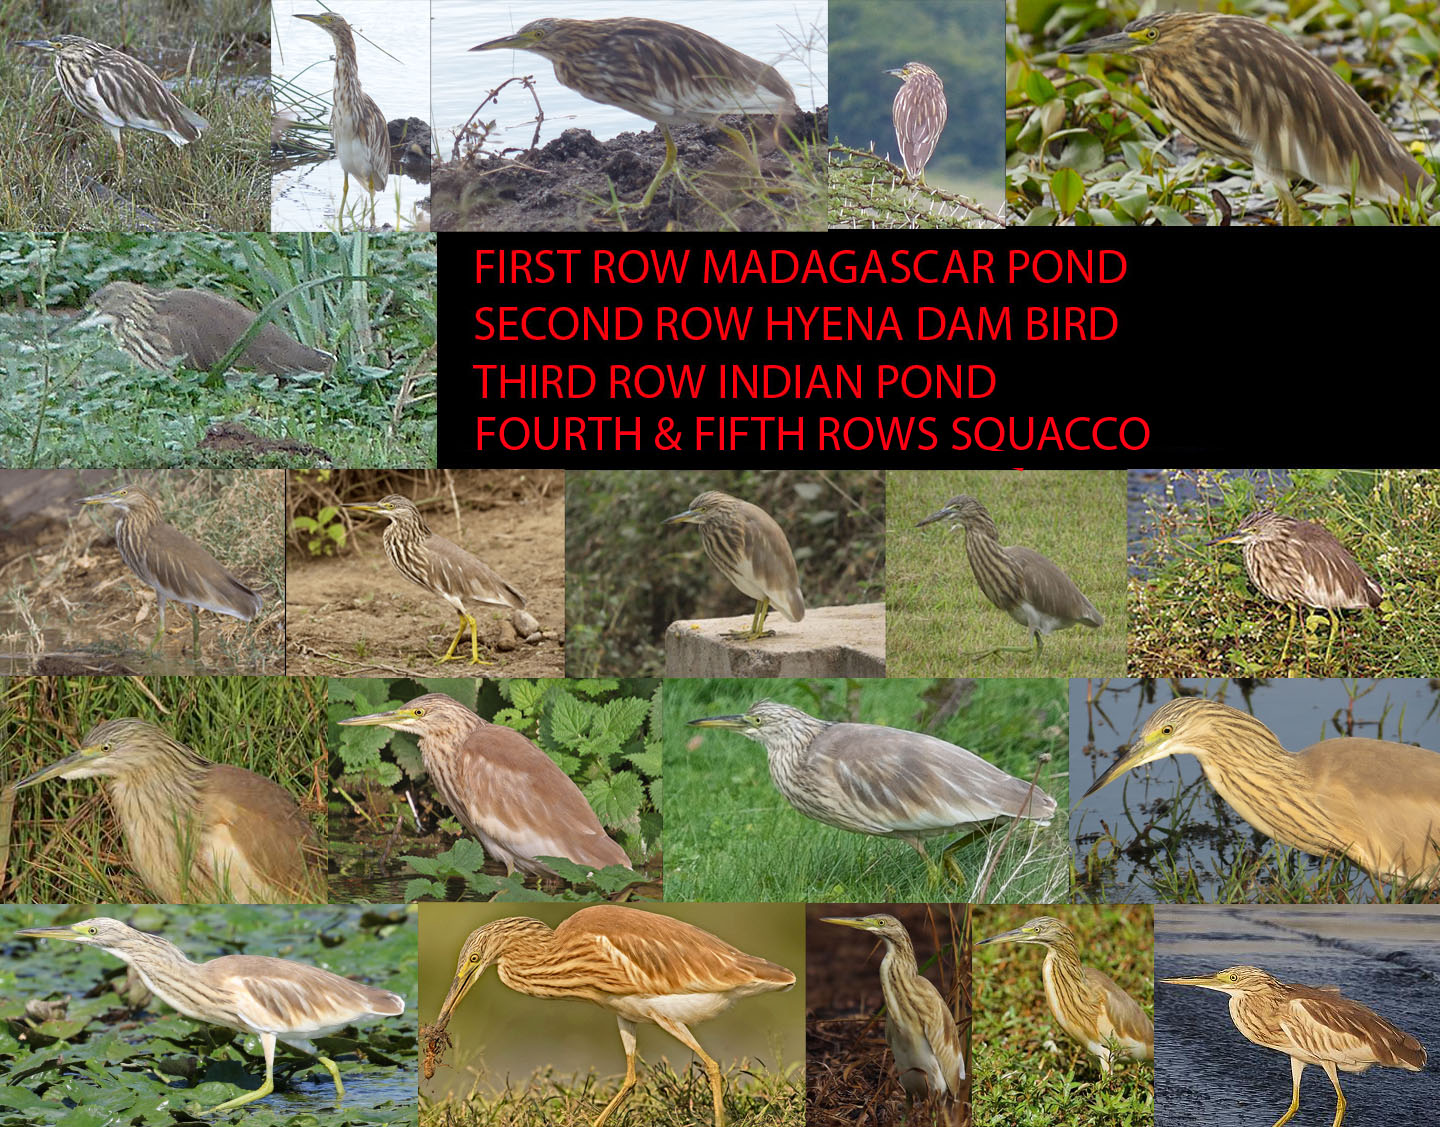 FIRST ROW MADAGASCAR POND
SECOND ROW HYENA DAM BIRD
THIRD ROW INDIAN POND
FOURTH & FIFTH ROWS SQUACCO